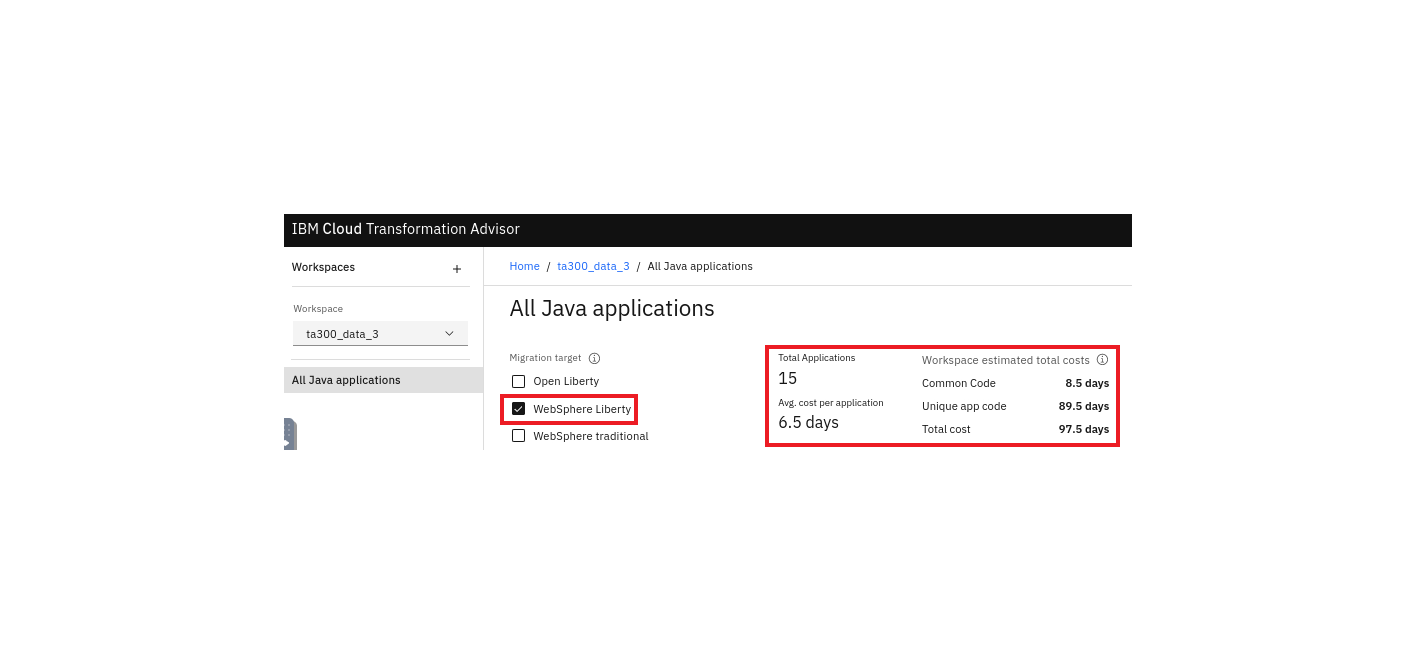 IBM Cloud Transformation Advisor
Workspaces +
Workspace
ta300_data_3
All Java applications
Home / ta300_data_3 / All Java applications
All Java applications
Migration target
Open Liberty
WebSphere Liberty
WebSphere traditional
Total Applications
15
Avg. cost per application
6.5 days
Workspace estimated total costs
Common Code 8.5 days
Unique app code 89.5 days
Total cost 97.5 days